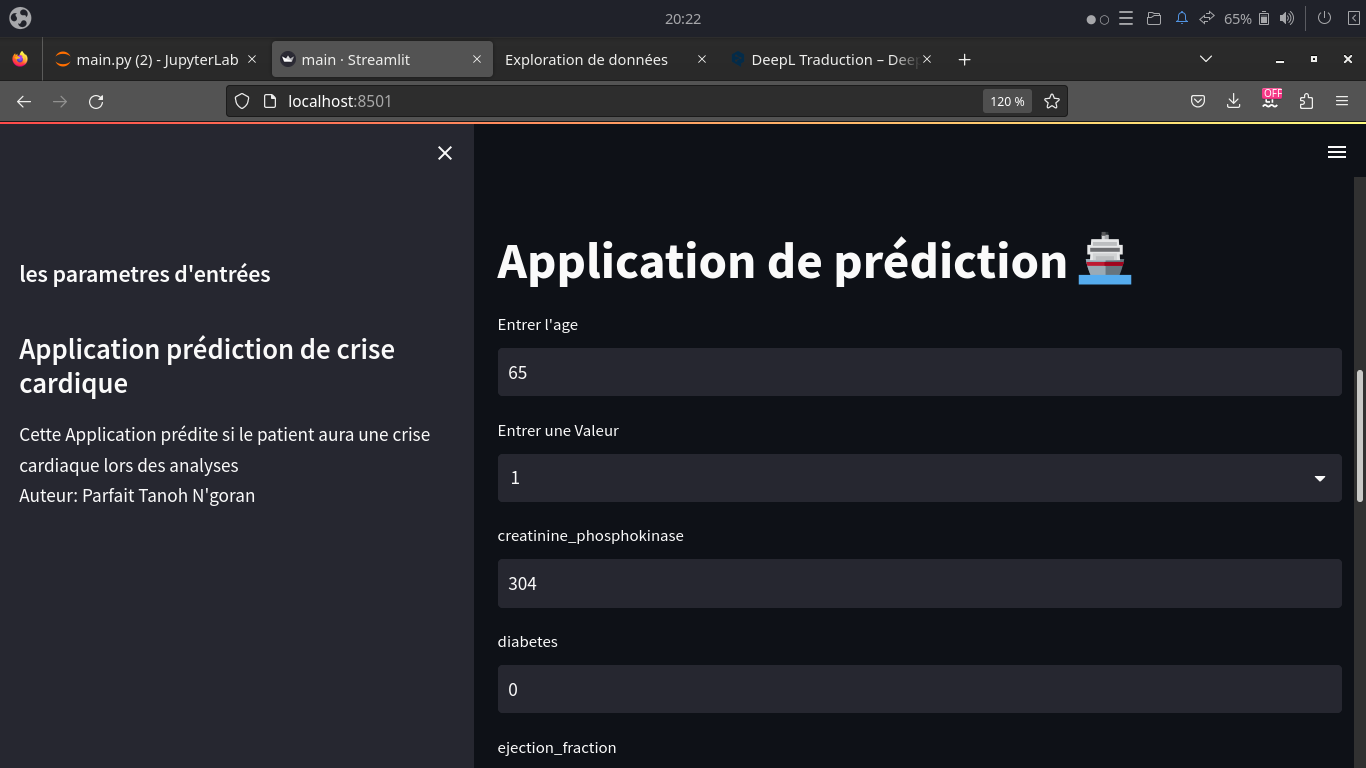 20:22
65%
main.py (2) - JupyterLab
main · Streamlit
Exploration de données
DeepL Traduction – Deep
localhost:8501
120 %
OFF
les parametres d'entrées
Application prédiction de crise
cardique
Cette Application prédite si le patient aura une crise
cardiaque lors des analyses
Auteur: Parfait Tanoh N'goran
Application de prédiction
Entrer l'age
65
Entrer une Valeur
1
creatinine_phosphokinase
304
diabetes
0
ejection_fraction